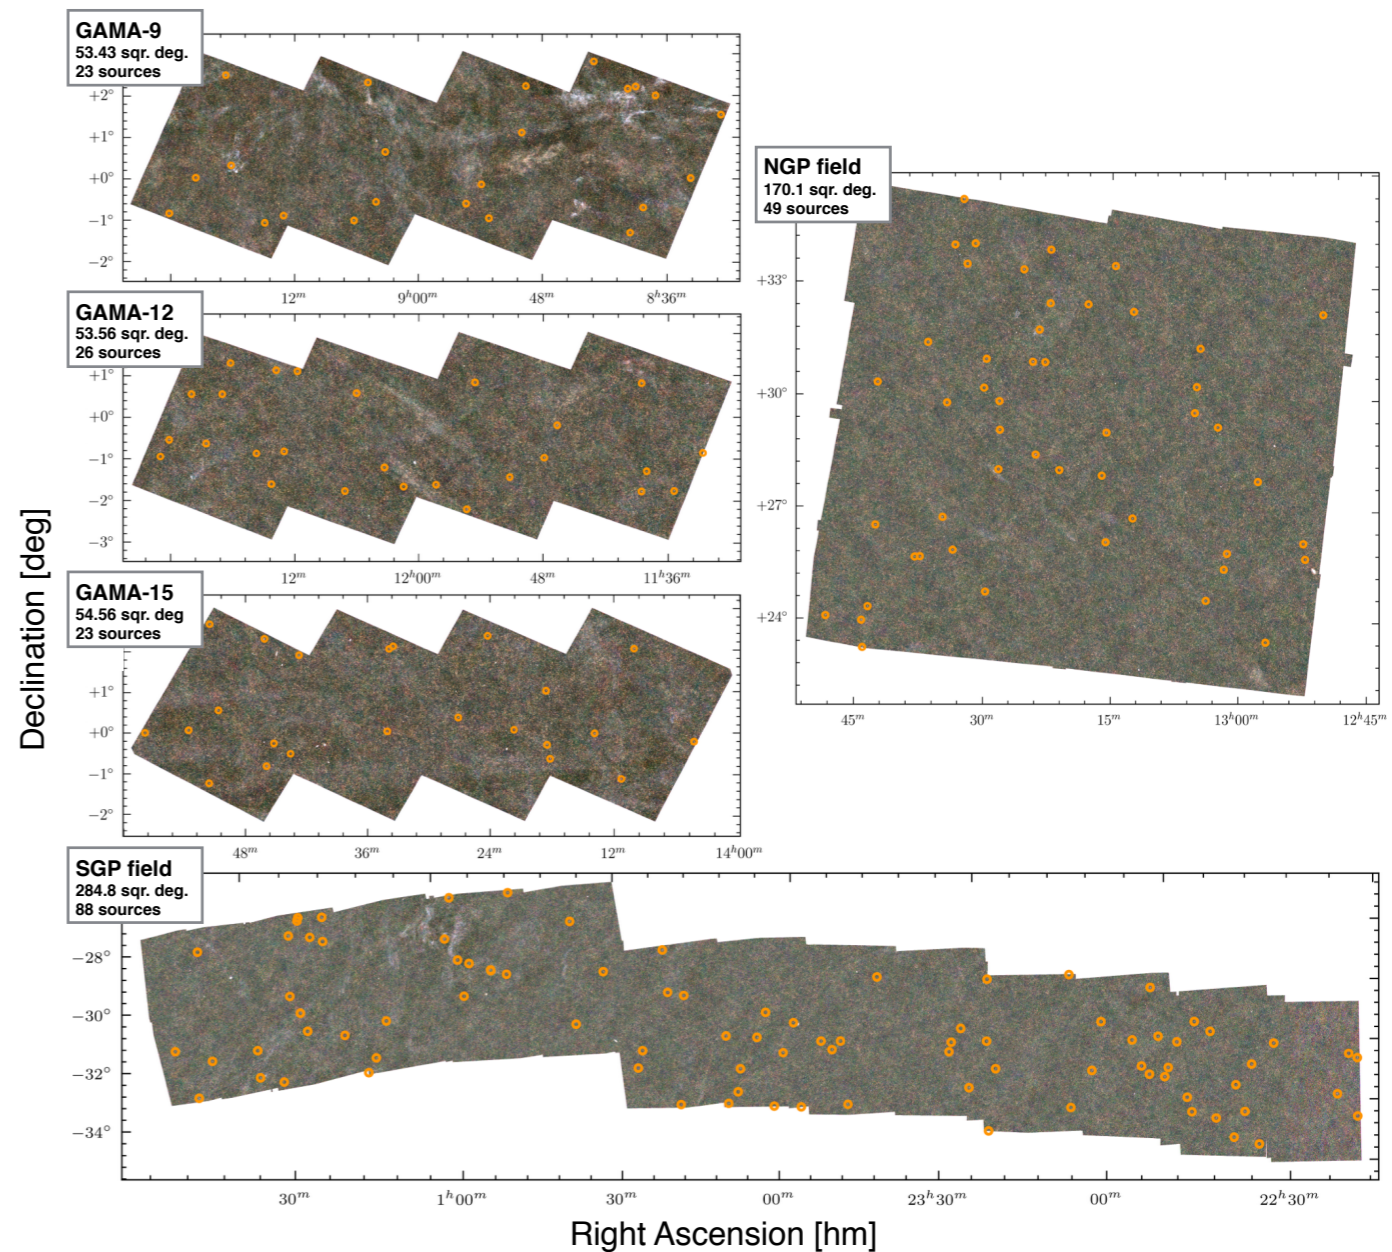 GAMA-9
53.43 sqr. deg.
23 sources
+2°
+1°
+0°
−1°
−2°
12ᵐ 9ʰ00ᵐ 48ᵐ 8ʰ36ᵐ
GAMA-12
53.56 sqr. deg.
26 sources
+1°
+0°
−1°
−2°
−3°
12ᵐ 12ʰ00ᵐ 48ᵐ 11ʰ36ᵐ
GAMA-15
54.56 sqr. deg
23 sources
+1°
+0°
−1°
−2°
48ᵐ 36ᵐ 24ᵐ 12ᵐ 14ʰ00ᵐ
NGP field
170.1 sqr. deg.
49 sources
+33°
+30°
+27°
+24°
45ᵐ 30ᵐ 15ᵐ 13ʰ00ᵐ 12ʰ45ᵐ
SGP field
284.8 sqr. deg.
88 sources
−28°
−30°
−32°
−34°
30ᵐ 1ʰ00ᵐ 30ᵐ 00ᵐ 23ʰ30ᵐ 00ᵐ 22ʰ30ᵐ
Declination [deg]
Right Ascension [hm]